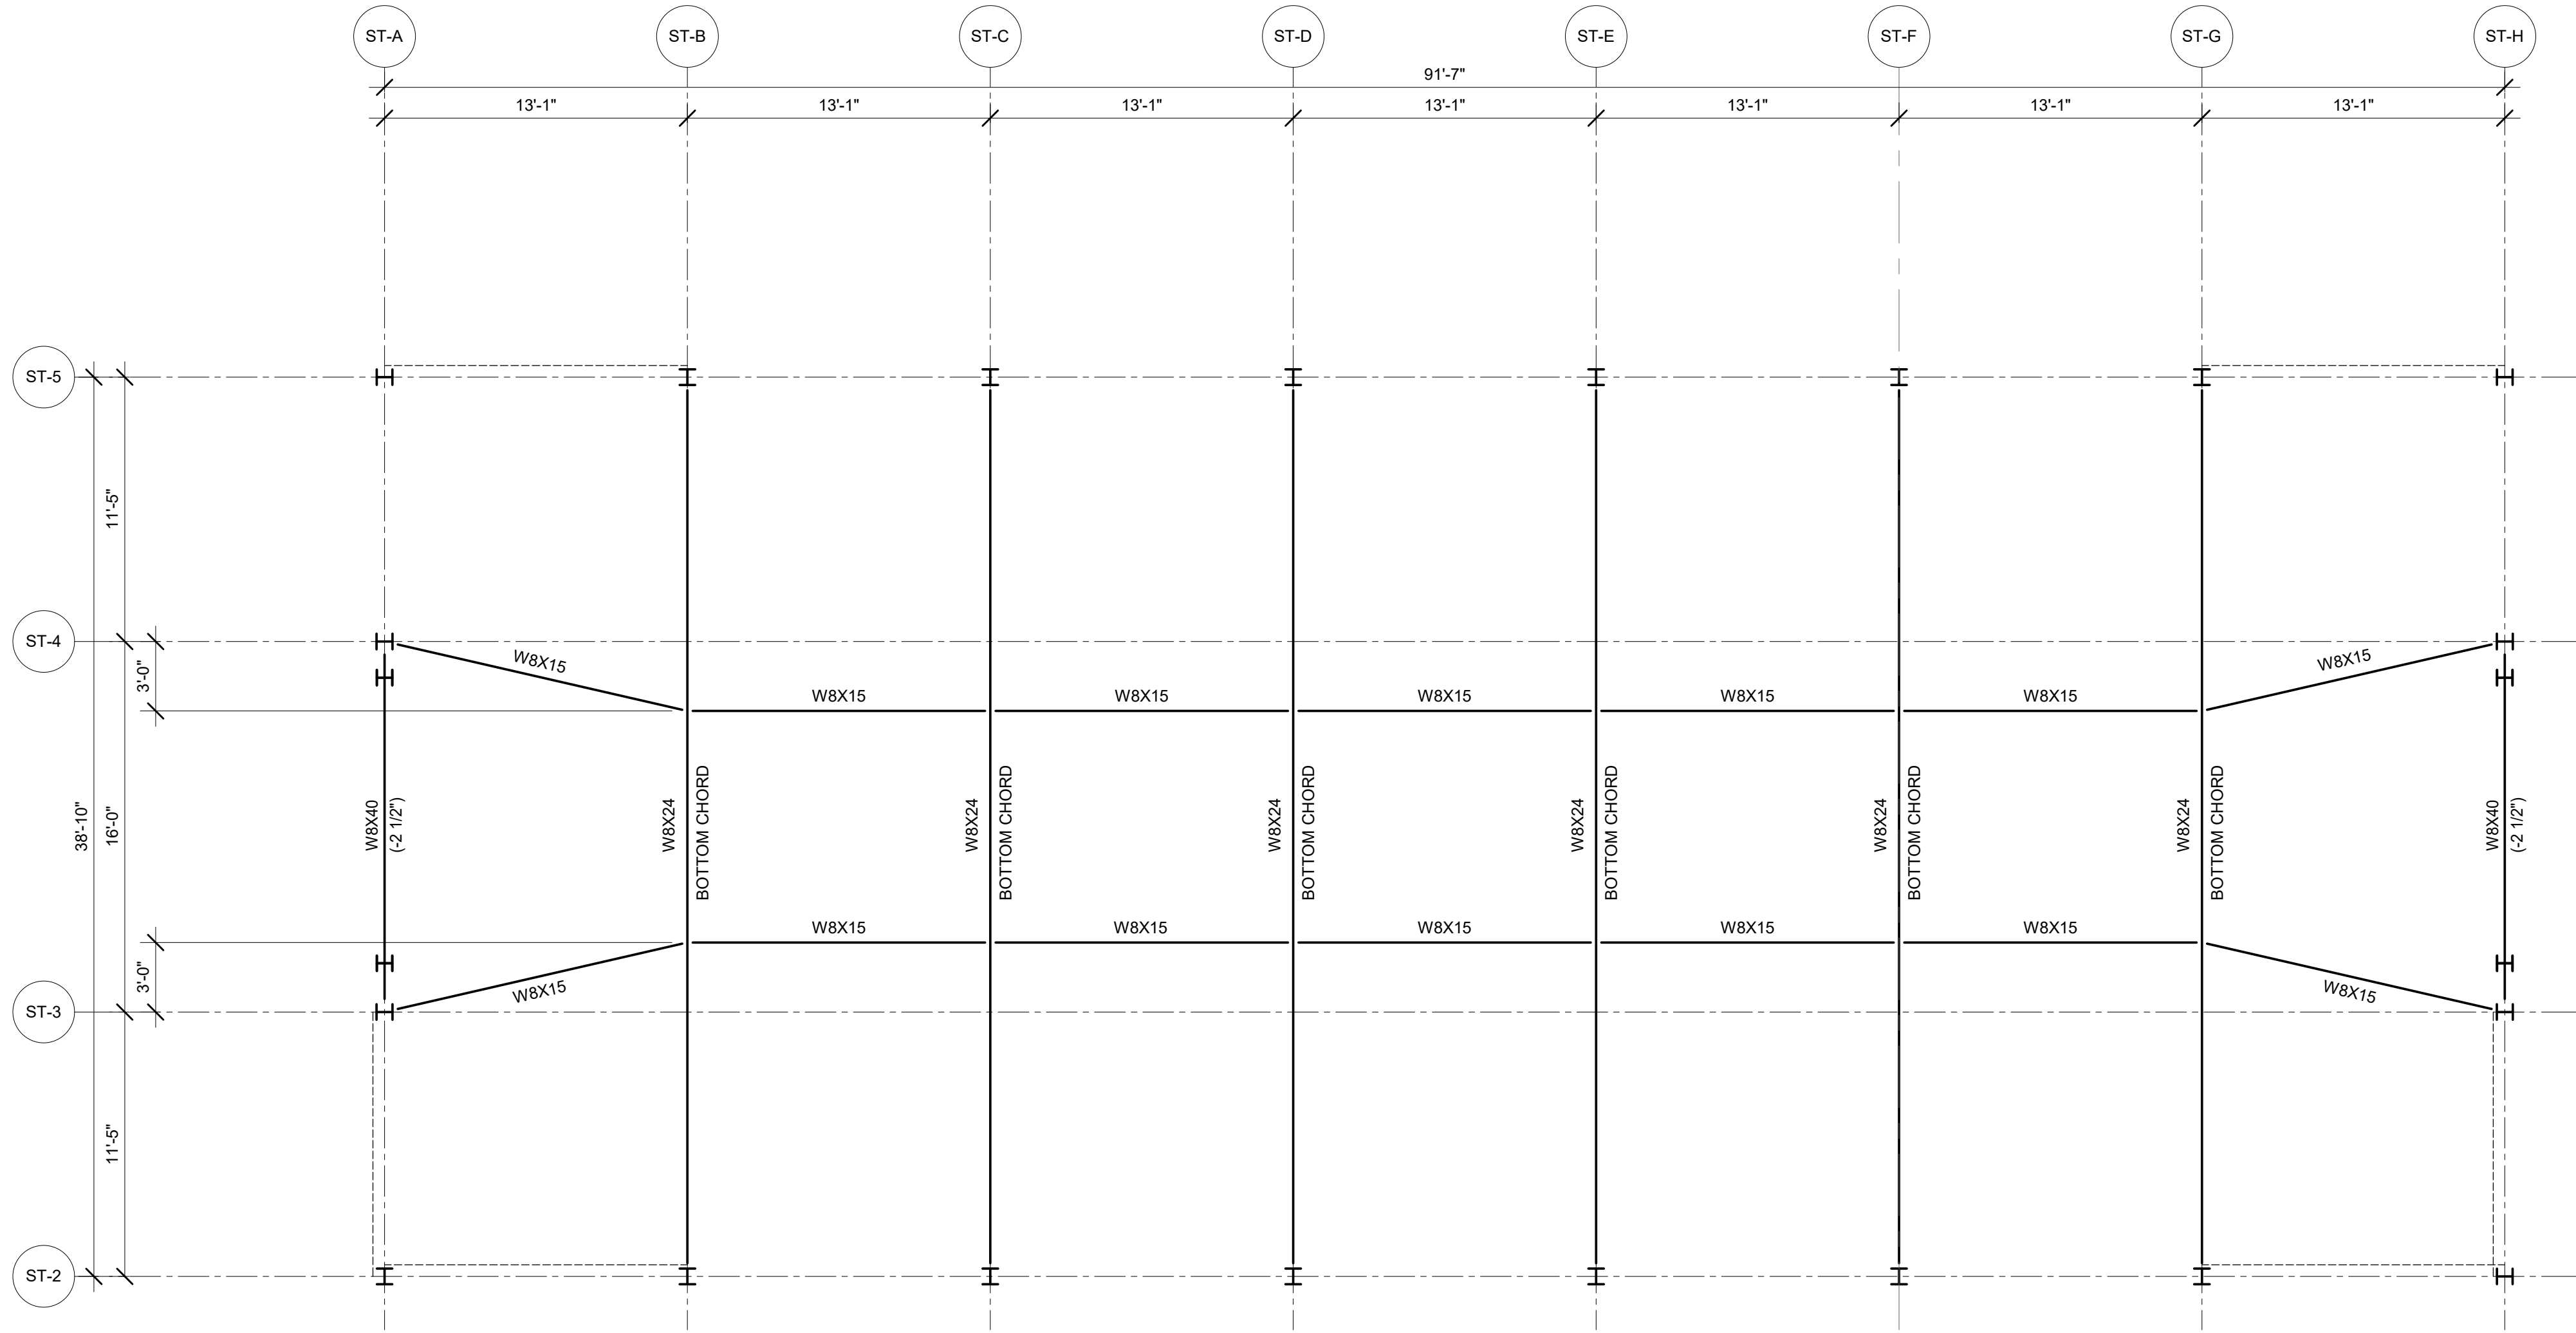 ST-A
ST-B
ST-C
ST-D
ST-E
ST-F
ST-G
ST-H
91'-7"
13'-1"
13'-1"
13'-1"
13'-1"
13'-1"
13'-1"
13'-1"
ST-5
11'-5"
ST-4
3'-0"
W8X15
W8X15
W8X15
W8X15
W8X15
W8X15
W8X15
38'-10"
16'-0"
W8X40
(-2 1/2")
W8X24
BOTTOM CHORD
W8X24
BOTTOM CHORD
W8X24
BOTTOM CHORD
W8X24
BOTTOM CHORD
W8X24
BOTTOM CHORD
W8X24
BOTTOM CHORD
W8X40
(-2 1/2")
W8X15
W8X15
W8X15
W8X15
W8X15
3'-0"
W8X15
W8X15
ST-3
11'-5"
ST-2